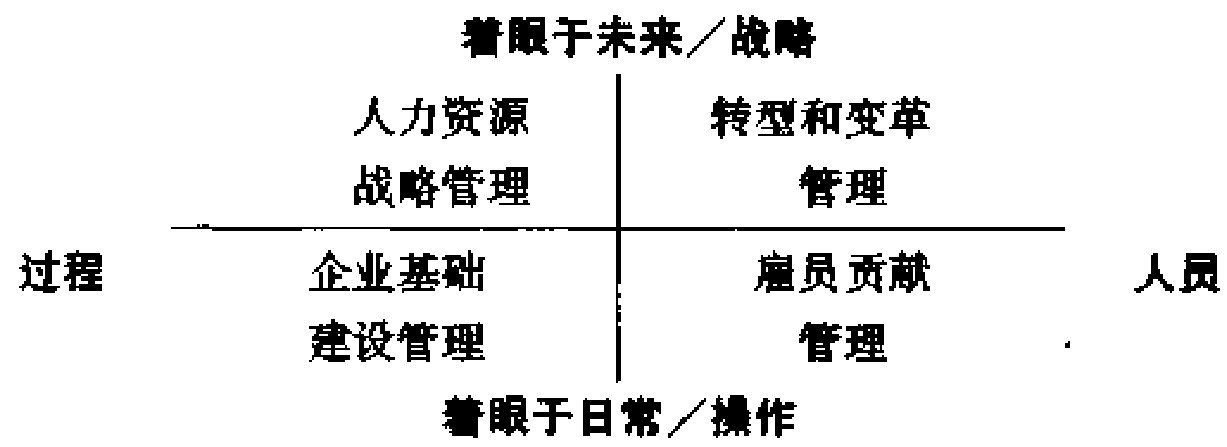 着眼于未来／战略
人力资源 转型和变革
战略管理 管理
过程 企业基础 雇员贡献 人员
建设管理 管理
着眼于日常／操作